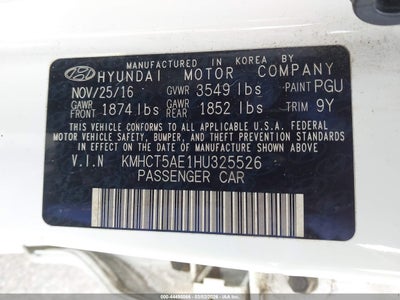 MANUFACTURED IN KOREA BY
HYUNDAI MOTOR COMPANY
NOV/25/16 GVWR 3549 lbs PAINT PGU
GAWR FRONT 1874 lbs GAWR REAR 1852 lbs TRIM 9Y
THIS VEHICLE CONFORMS TO ALL APPLICABLE U.S. FEDERAL
MOTOR VEHICLE SAFETY, BUMPER, AND THEFT PREVENTION
STANDARDS IN EFFECT ON THE DATE OF MANUFACTURE SHOWN ABOVE.
V.I.N KMHCT5AE1HU325526
PASSENGER CAR